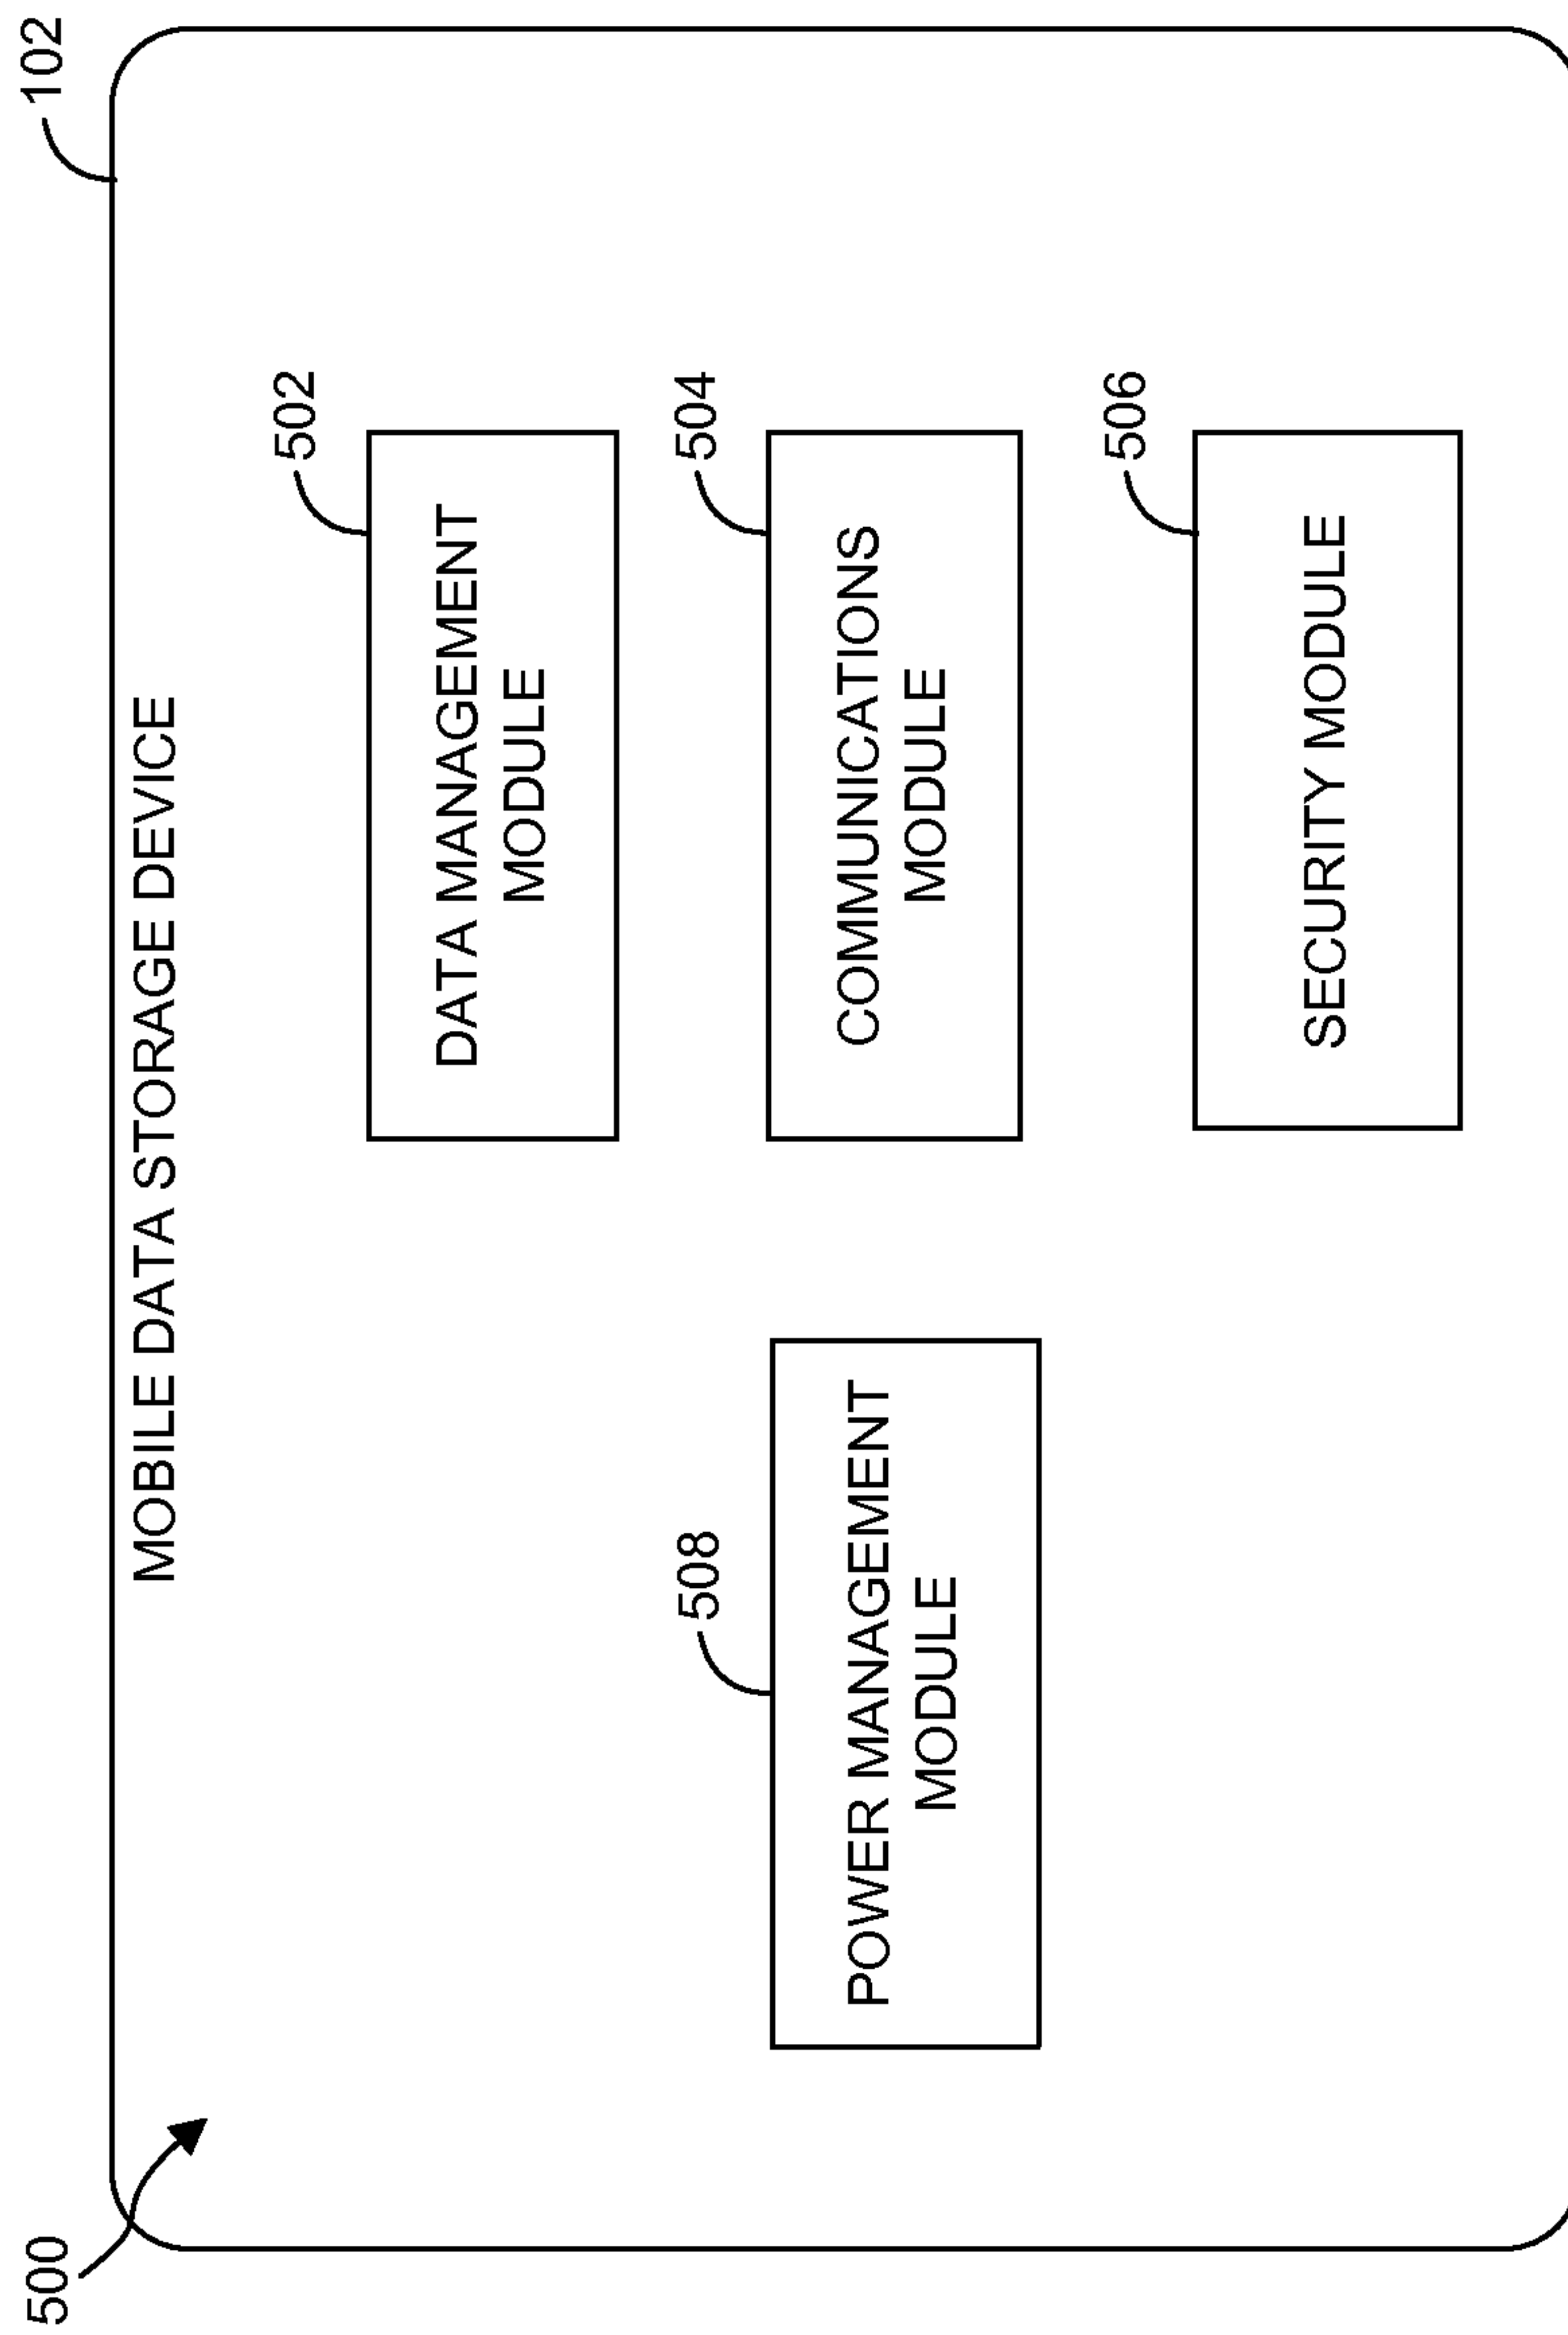 500
102
MOBILE DATA STORAGE DEVICE
502
DATA MANAGEMENT
MODULE
508
POWER MANAGEMENT
MODULE
504
COMMUNICATIONS
MODULE
506
SECURITY MODULE